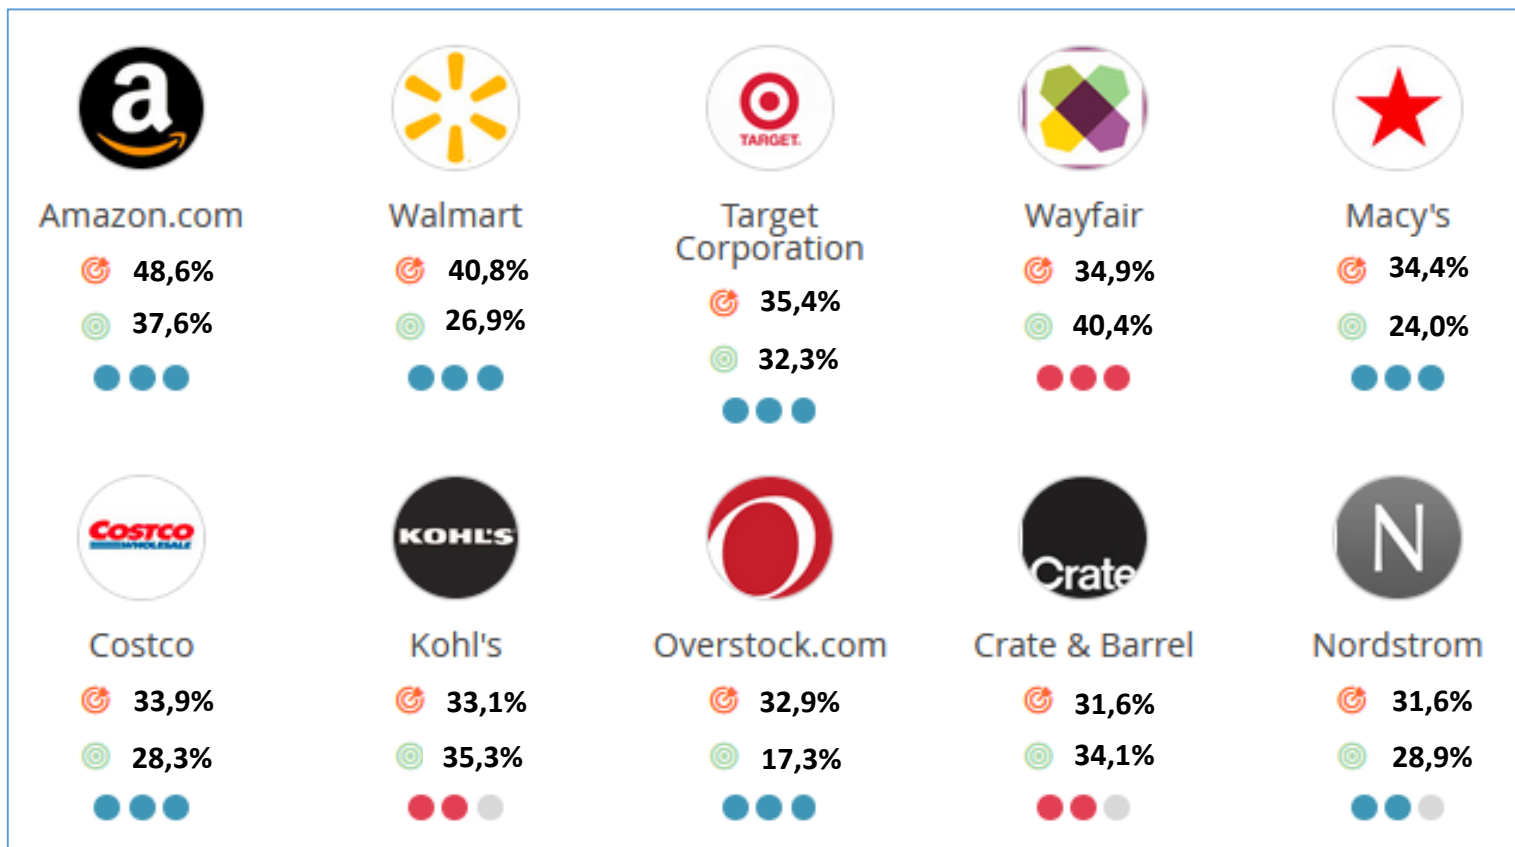 a
TARGET.
Amazon.com
Walmart
Target
Corporation
Wayfair
Macy's
48,6%
40,8%
35,4%
34,9%
34,4%
37,6%
26,9%
32,3%
40,4%
24,0%
COSTCO
WHOLESALE
KOHL'S
Crate
N
Costco
Kohl's
Overstock.com
Crate & Barrel
Nordstrom
33,9%
33,1%
32,9%
31,6%
31,6%
28,3%
35,3%
17,3%
34,1%
28,9%